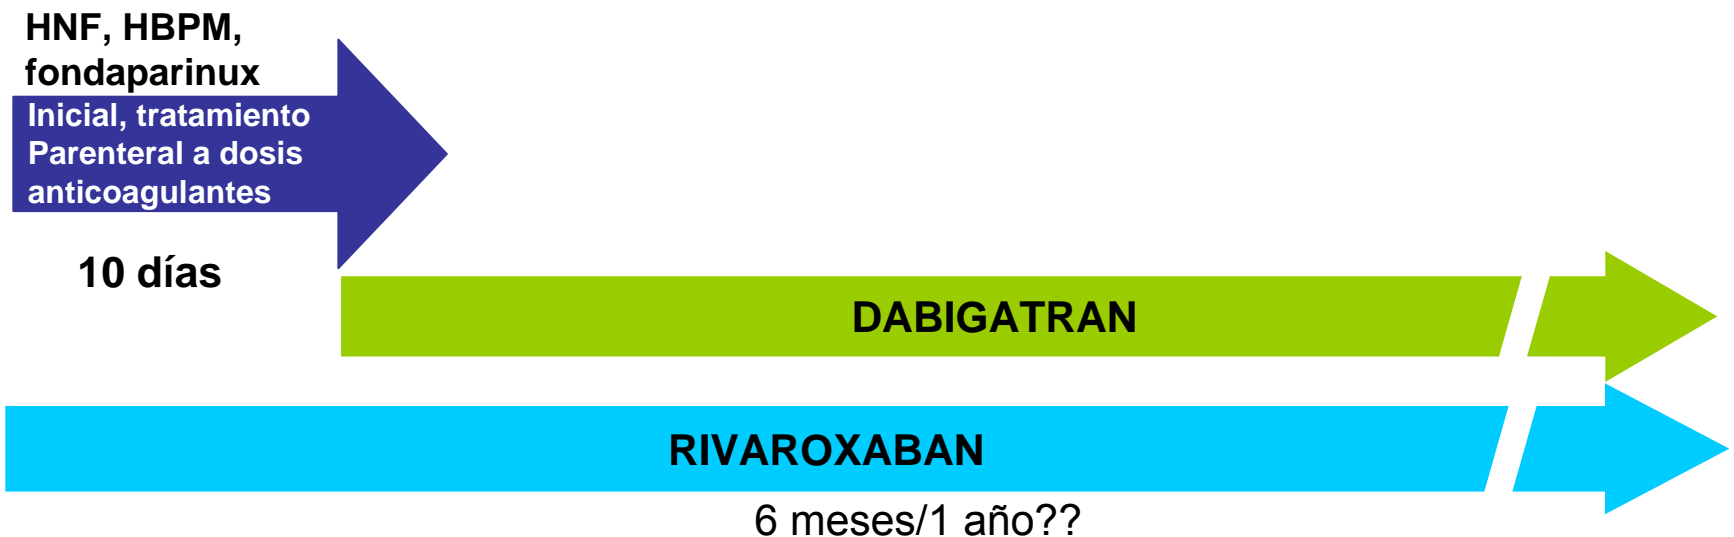 HNF, HBPM,
fondaparinux
Inicial, tratamiento
Parenteral a dosis
anticoagulantes
10 días
DABIGATRAN
RIVAROXABAN
6 meses/1 año??